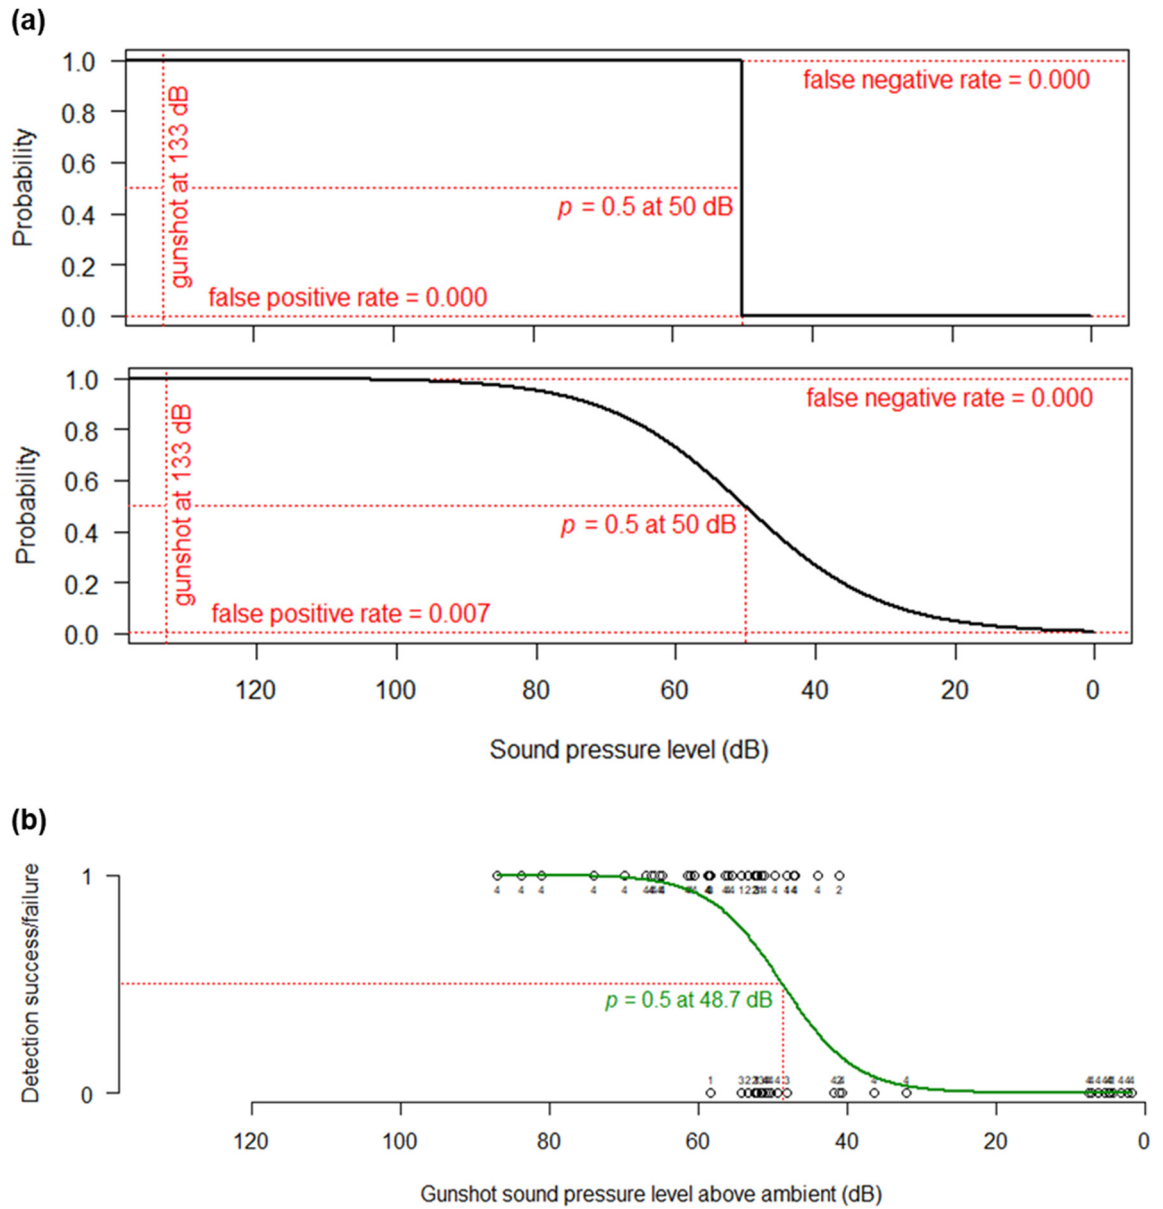 (a)
1.0
0.8
0.6
0.4
0.2
0.0
Probability
gunshot at 133 dB
false negative rate = 0.000
p = 0.5 at 50 dB
false positive rate = 0.000
1.0
0.8
0.6
0.4
0.2
0.0
Probability
gunshot at 133 dB
false negative rate = 0.000
p = 0.5 at 50 dB
false positive rate = 0.007
120 100 80 60 40 20 0
Sound pressure level (dB)
(b)
Detection success/failure
1
0
p = 0.5 at 48.7 dB
120 100 80 60 40 20 0
Gunshot sound pressure level above ambient (dB)